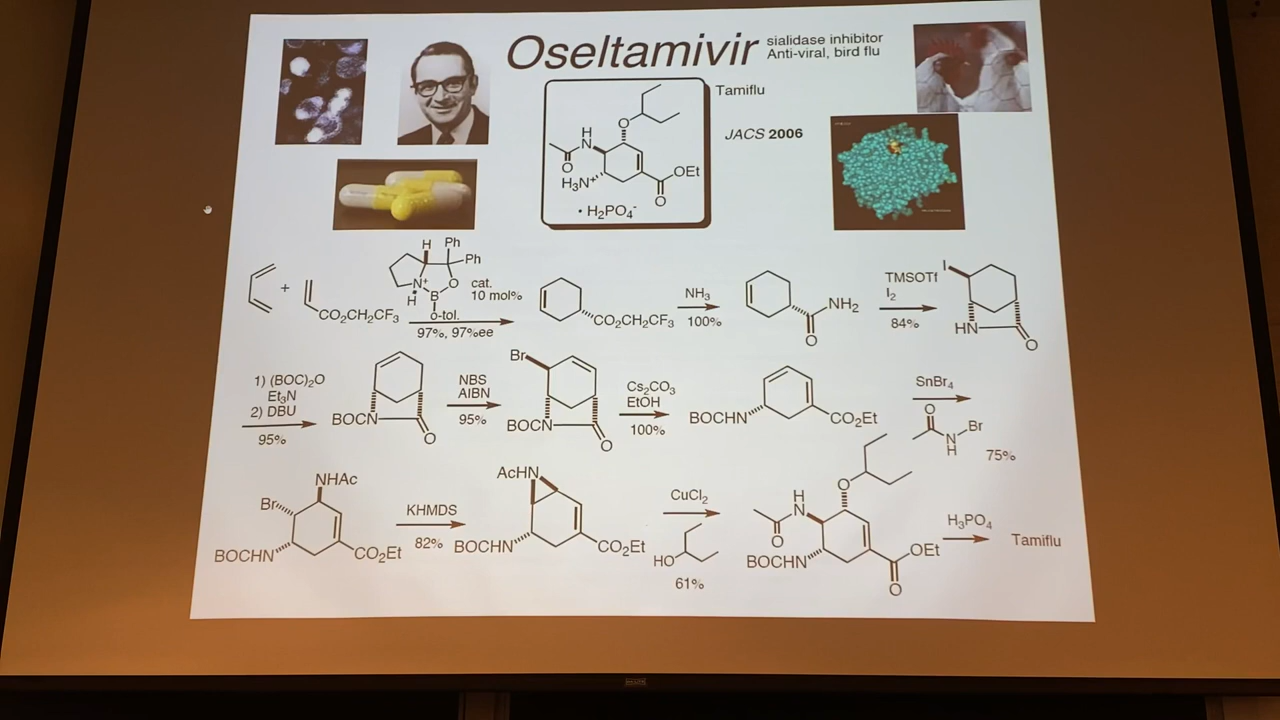 Oseltamivir
sialidase inhibitor
Anti-viral, bird flu
Tamiflu
JACS 2006
O
H
N
O
H₃N⁺
OEt
O
• H₂PO₄⁻
+
CO₂CH₂CF₃
H
Ph
Ph
N⁺
H
B
O
o-tol.
cat.
10 mol%
97%, 97%ee
CO₂CH₂CF₃
NH₃
100%
NH₂
O
TMSOTf
I₂
84%
I
HN
O
1) (BOC)₂O
Et₃N
2) DBU
95%
BOCN
O
NBS
AIBN
95%
Br
BOCN
O
Cs₂CO₃
EtOH
100%
BOCHN
CO₂Et
SnBr₄
O
N
H
Br
75%
NHAc
Br
BOCHN
CO₂Et
KHMDS
82%
AcHN
BOCHN
CO₂Et
CuCl₂
HO
61%
O
H
N
O
BOCHN
OEt
O
H₃PO₄
Tamiflu